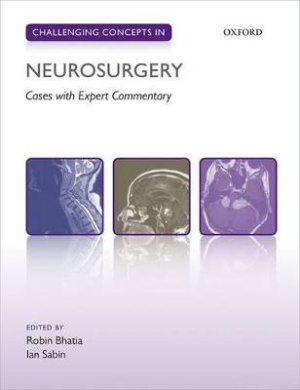 CHALLENGING CONCEPTS IN
OXFORD
NEUROSURGERY
Cases with Expert Commentary
EDITED BY
Robin Bhatia
Ian Sabin